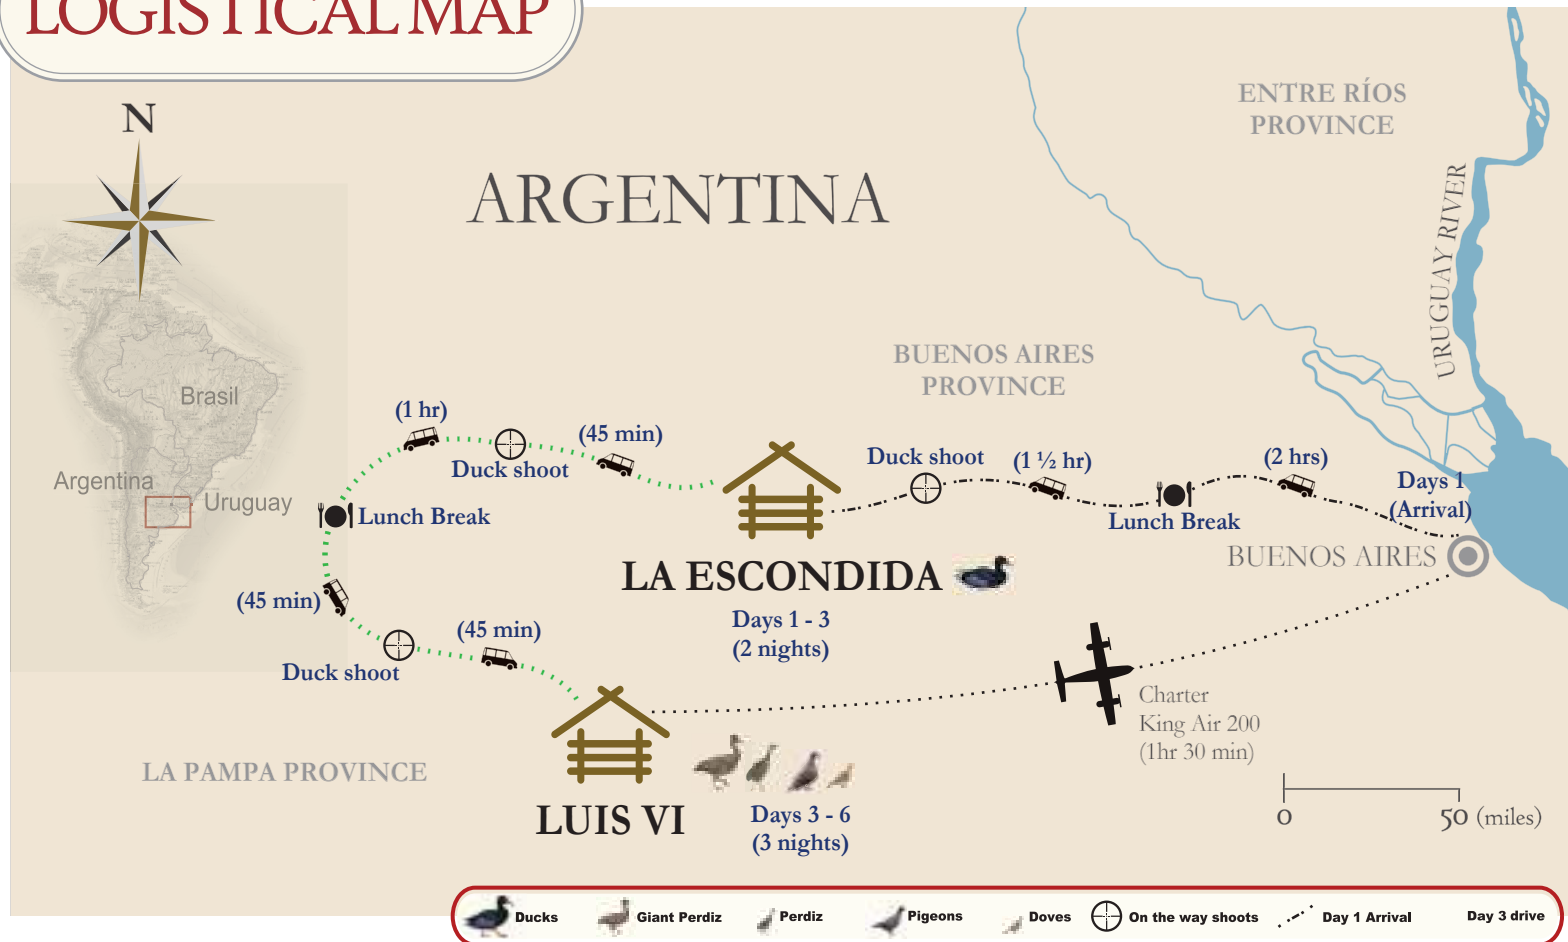 LOGISTICAL MAP
N
ARGENTINA
ENTRE RÍOS
PROVINCE
URUGUAY RIVER
BUENOS AIRES
PROVINCE
Brasil
Argentina
Uruguay
(1 hr)
Duck shoot
(45 min)
Lunch Break
(45 min)
Duck shoot
(45 min)
Duck shoot
(1 ½ hr)
Lunch Break
(2 hrs)
Days 1
(Arrival)
BUENOS AIRES
LA ESCONDIDA
Days 1 - 3
(2 nights)
Charter
King Air 200
(1hr 30 min)
LA PAMPA PROVINCE
LUIS VI
Days 3 - 6
(3 nights)
0 50 (miles)
Ducks Giant Perdiz Perdiz Pigeons Doves On the way shoots Day 1 Arrival Day 3 drive